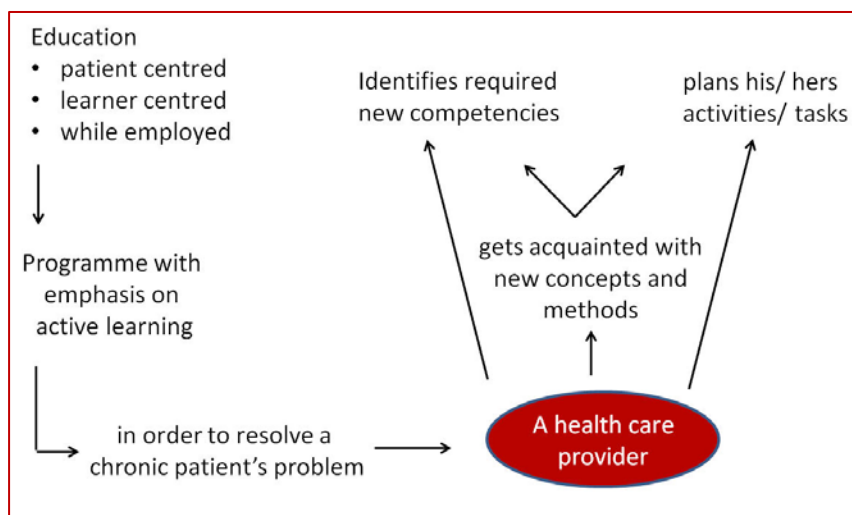 Education
• patient centred
• learner centred
• while employed
Programme with
emphasis on
active learning
in order to resolve a
chronic patient's problem
A health care
provider
gets acquainted with
new concepts and
methods
Identifies required
new competencies
plans his/ hers
activities/ tasks